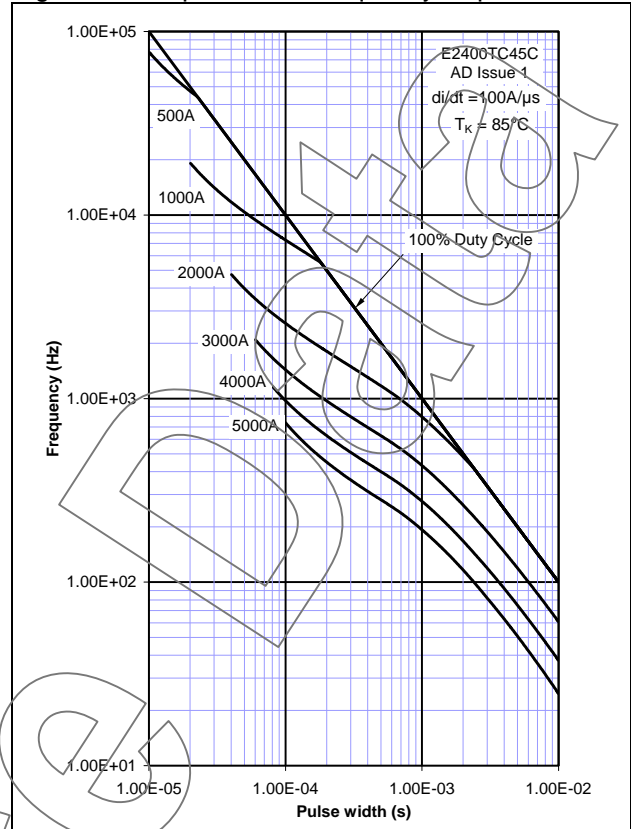 1.00E+05
E2400TC45C
AD Issue 1
di/dt =100A/µs
TK = 85°C
500A
1000A
1.00E+04
100% Duty Cycle
2000A
3000A
1.00E+03
4000A
5000A
Frequency (Hz)
1.00E+02
1.00E+01
1.00E-05 1.00E-04 1.00E-03 1.00E-02
Pulse width (s)